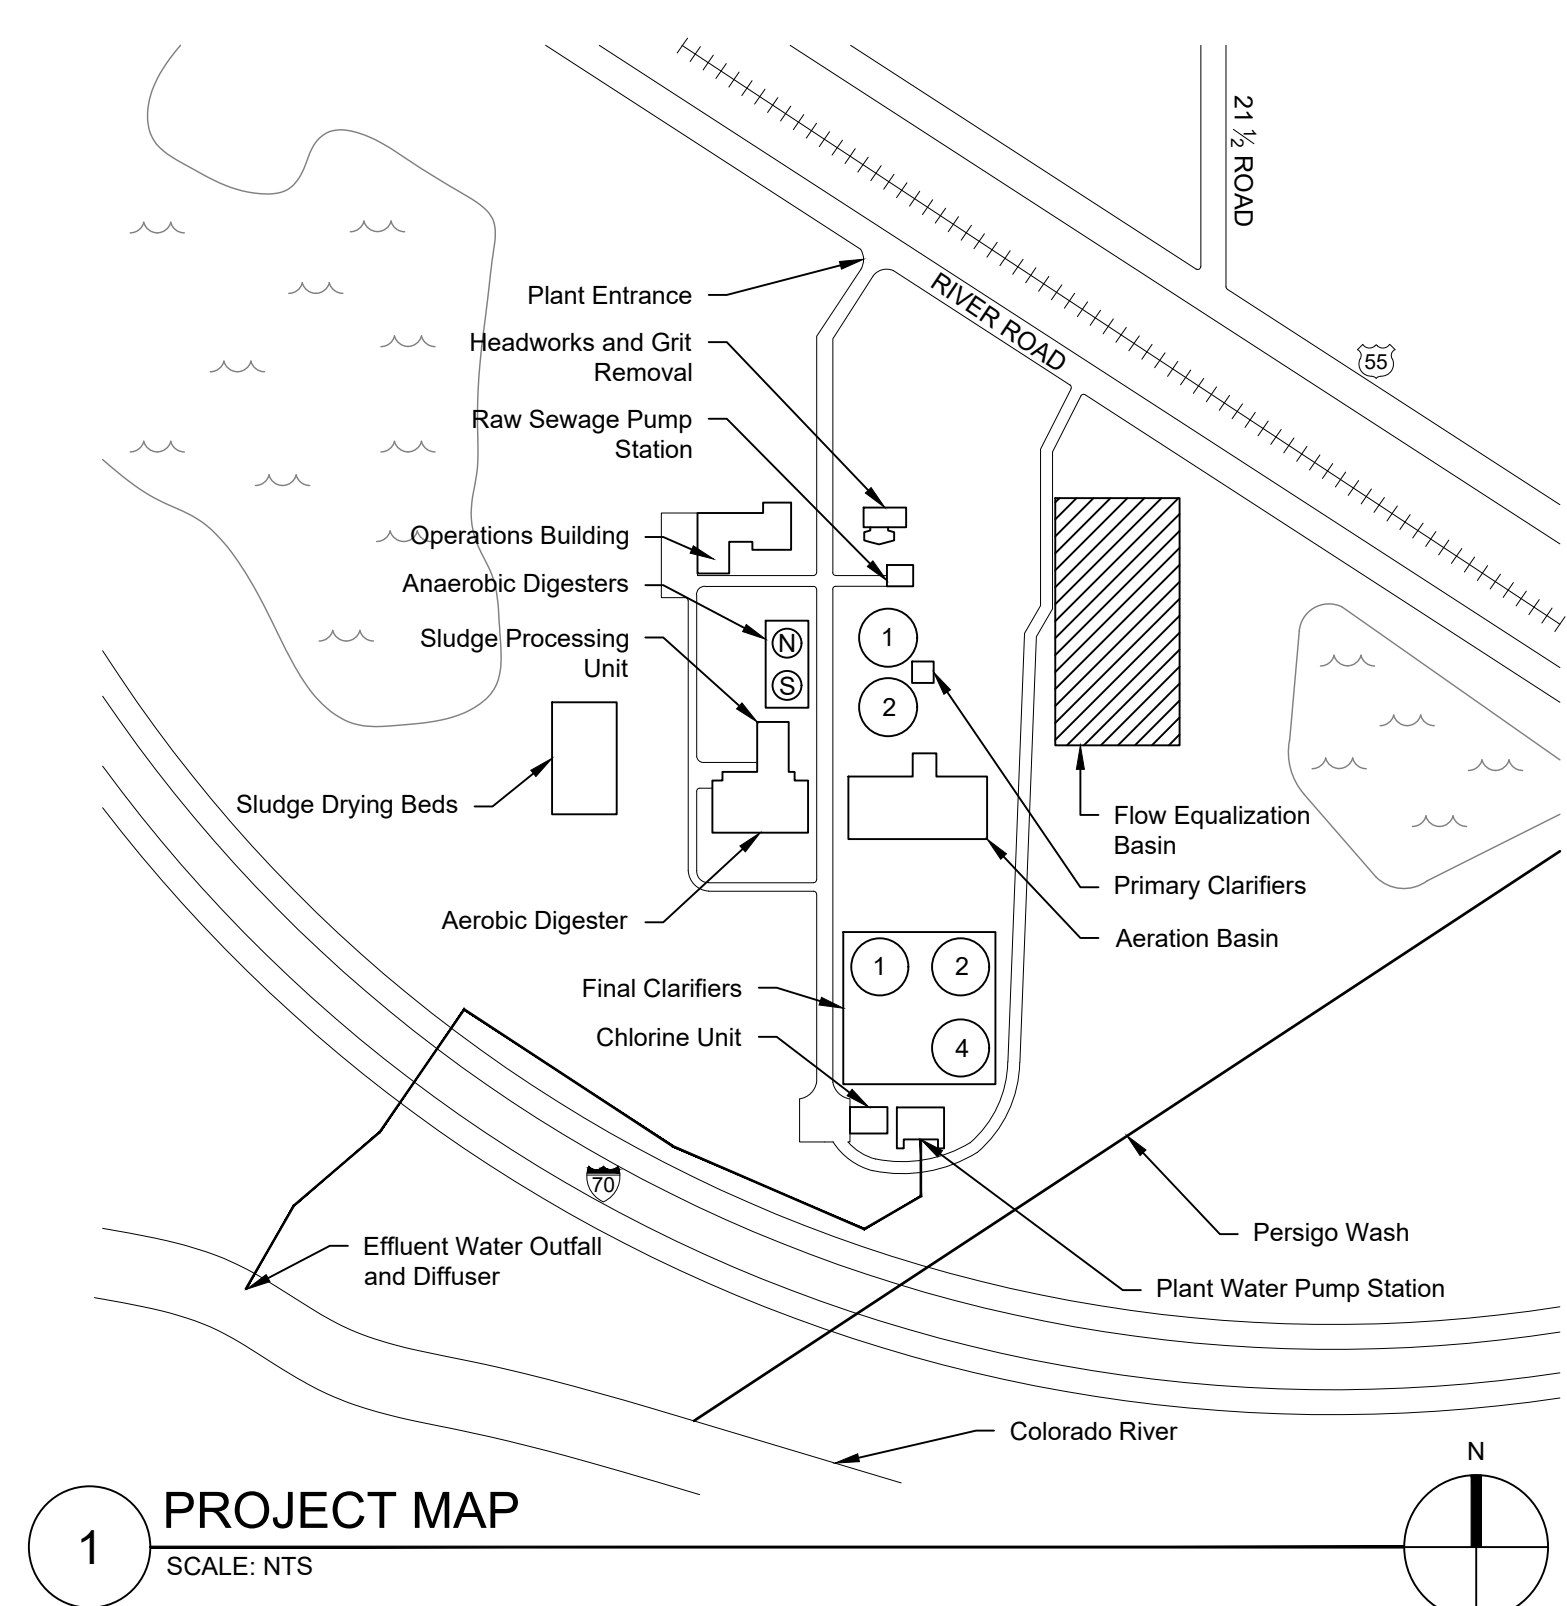 21 ½ ROAD
Plant Entrance
RIVER ROAD
Headworks and Grit
Removal
55
Raw Sewage Pump
Station
Operations Building
Anaerobic Digesters
Sludge Processing
Unit
N
S
1
2
Sludge Drying Beds
Flow Equalization
Basin
Primary Clarifiers
Aerobic Digester
Aeration Basin
Final Clarifiers
1
2
4
Chlorine Unit
70
Effluent Water Outfall
and Diffuser
Persigo Wash
Plant Water Pump Station
Colorado River
N
1
PROJECT MAP
SCALE: NTS